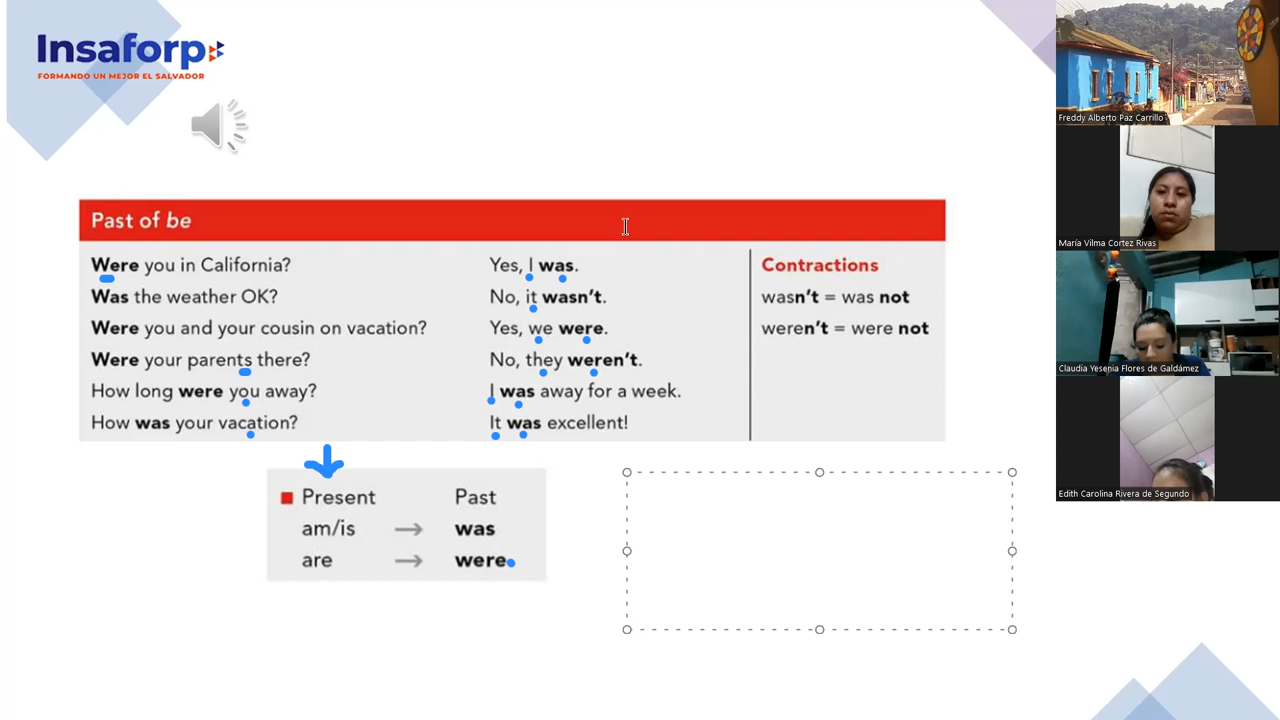 Insaforp
FORMANDO UN MEJOR EL SALVADOR
Past of be
Were you in California?
Was the weather OK?
Were you and your cousin on vacation?
Were your parents there?
How long were you away?
How was your vacation?
Yes, I was.
No, it wasn't.
Yes, we were.
No, they weren't.
I was away for a week.
It was excellent!
Contractions
wasn't = was not
weren't = were not
Present Past
am/is → was
are → were
Freddy Alberto Paz Carrillo
María Vilma Cortez Rivas
Claudia Yesenia Flores de Galdámez
Edith Carolina Rivera de Segundo